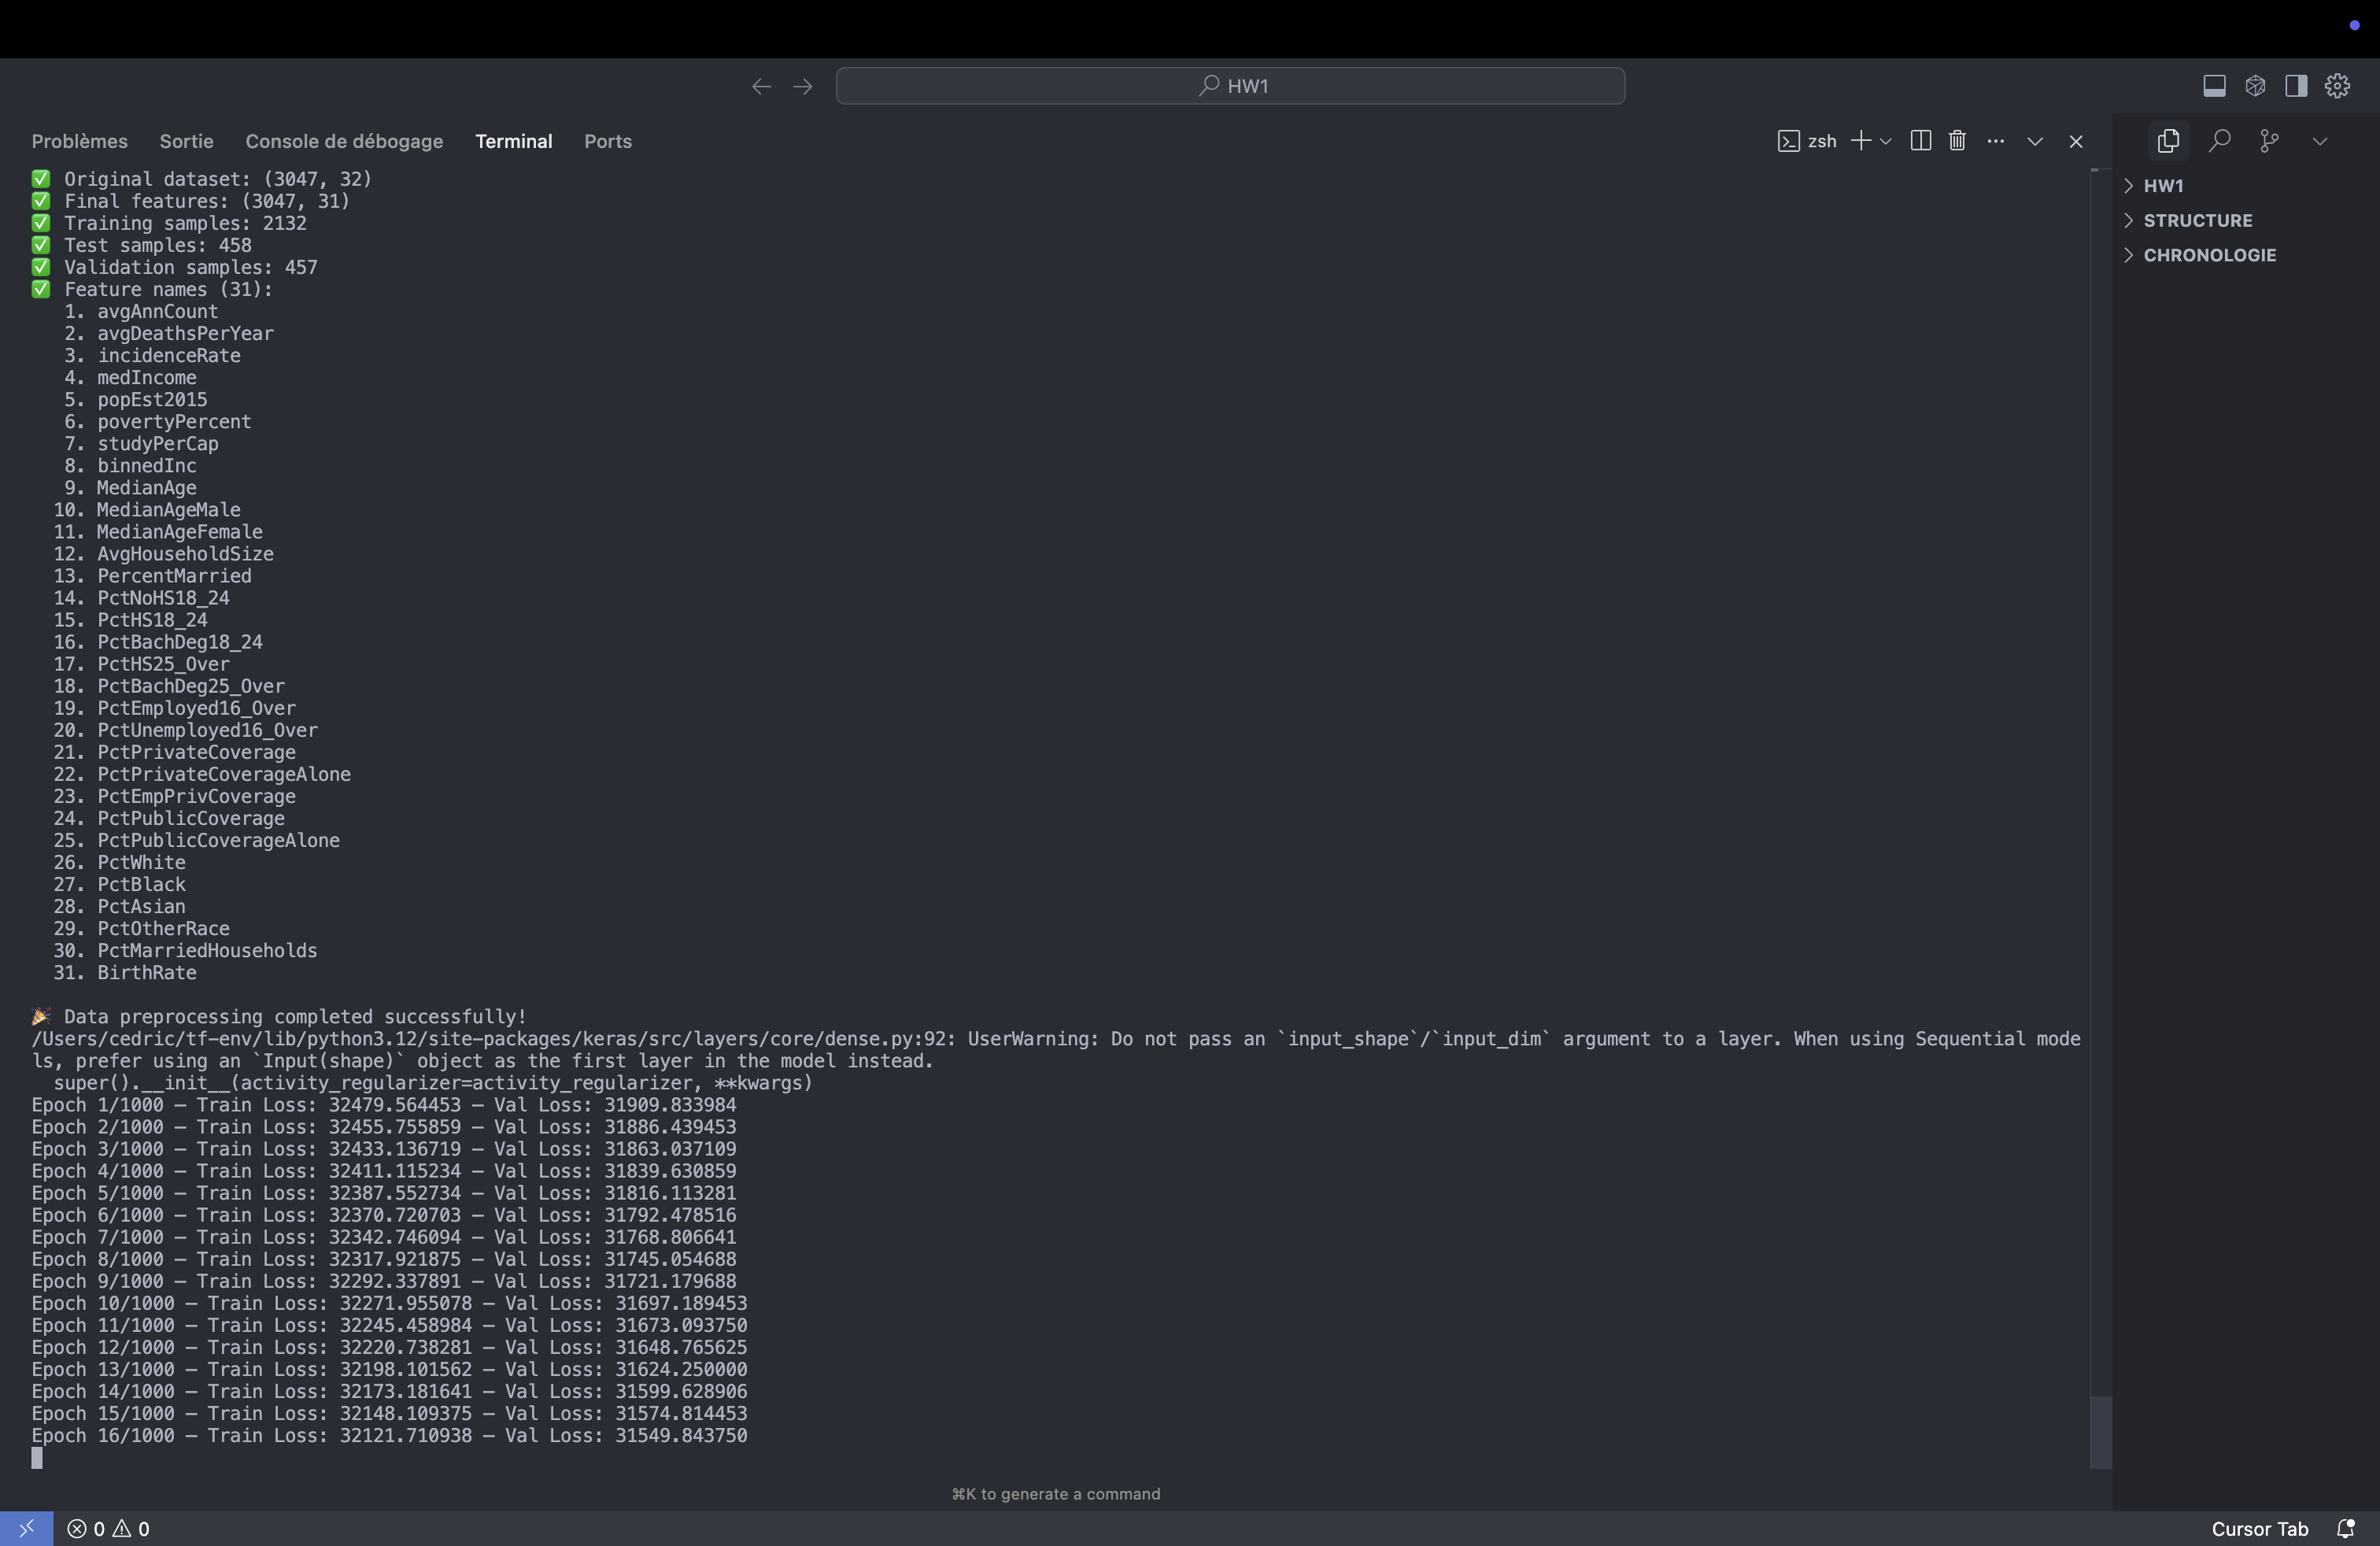 HW1
Problèmes Sortie Console de débogage Terminal Ports
zsh
✅ Original dataset: (3047, 32)
✅ Final features: (3047, 31)
✅ Training samples: 2132
✅ Test samples: 458
✅ Validation samples: 457
✅ Feature names (31):
1. avgAnnCount
2. avgDeathsPerYear
3. incidenceRate
4. medIncome
5. popEst2015
6. povertyPercent
7. studyPerCap
8. binnedInc
9. MedianAge
10. MedianAgeMale
11. MedianAgeFemale
12. AvgHouseholdSize
13. PercentMarried
14. PctNoHS18_24
15. PctHS18_24
16. PctBachDeg18_24
17. PctHS25_Over
18. PctBachDeg25_Over
19. PctEmployed16_Over
20. PctUnemployed16_Over
21. PctPrivateCoverage
22. PctPrivateCoverageAlone
23. PctEmpPrivCoverage
24. PctPublicCoverage
25. PctPublicCoverageAlone
26. PctWhite
27. PctBlack
28. PctAsian
29. PctOtherRace
30. PctMarriedHouseholds
31. BirthRate
🎉 Data preprocessing completed successfully!
/Users/cedric/tf-env/lib/python3.12/site-packages/keras/src/layers/core/dense.py:92: UserWarning: Do not pass an `input_shape`/`input_dim` argument to a layer. When using Sequential mode
ls, prefer using an `Input(shape)` object as the first layer in the model instead.
super().__init__(activity_regularizer=activity_regularizer, **kwargs)
Epoch 1/1000 – Train Loss: 32479.564453 – Val Loss: 31909.833984
Epoch 2/1000 – Train Loss: 32455.755859 – Val Loss: 31886.439453
Epoch 3/1000 – Train Loss: 32433.136719 – Val Loss: 31863.037109
Epoch 4/1000 – Train Loss: 32411.115234 – Val Loss: 31839.630859
Epoch 5/1000 – Train Loss: 32387.552734 – Val Loss: 31816.113281
Epoch 6/1000 – Train Loss: 32370.720703 – Val Loss: 31792.478516
Epoch 7/1000 – Train Loss: 32342.746094 – Val Loss: 31768.806641
Epoch 8/1000 – Train Loss: 32317.921875 – Val Loss: 31745.054688
Epoch 9/1000 – Train Loss: 32292.337891 – Val Loss: 31721.179688
Epoch 10/1000 – Train Loss: 32271.955078 – Val Loss: 31697.189453
Epoch 11/1000 – Train Loss: 32245.458984 – Val Loss: 31673.093750
Epoch 12/1000 – Train Loss: 32220.738281 – Val Loss: 31648.765625
Epoch 13/1000 – Train Loss: 32198.101562 – Val Loss: 31624.250000
Epoch 14/1000 – Train Loss: 32173.181641 – Val Loss: 31599.628906
Epoch 15/1000 – Train Loss: 32148.109375 – Val Loss: 31574.814453
Epoch 16/1000 – Train Loss: 32121.710938 – Val Loss: 31549.843750
⌘K to generate a command
HW1
STRUCTURE
CHRONOLOGIE
0 0
Cursor Tab